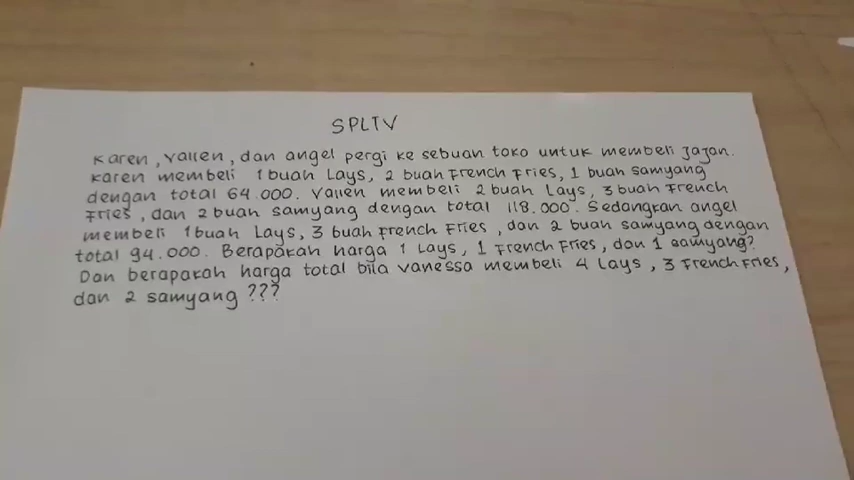 SPLTV
Karen, Vallen, dan angel pergi ke sebuah toko untuk membeli Jajan.
Karen membeli 1 buah Lays, 2 buah French Fries, 1 buah samyang
dengan total 64.000. Vallen membeli 2 buah Lays, 3 buah French
Fries, dan 2 buah samyang dengan total 118.000. Sedangkan angel
membeli 1 buah Lays, 3 buah French Fries, dan 2 buah samyang dengan
total 94.000. Berapakah harga 1 Lays, 1 French Fries, dan 1 samyang?
Dan berapakah harga total bila vanessa membeli 4 Lays, 3 French Fries,
dan 2 samyang ???